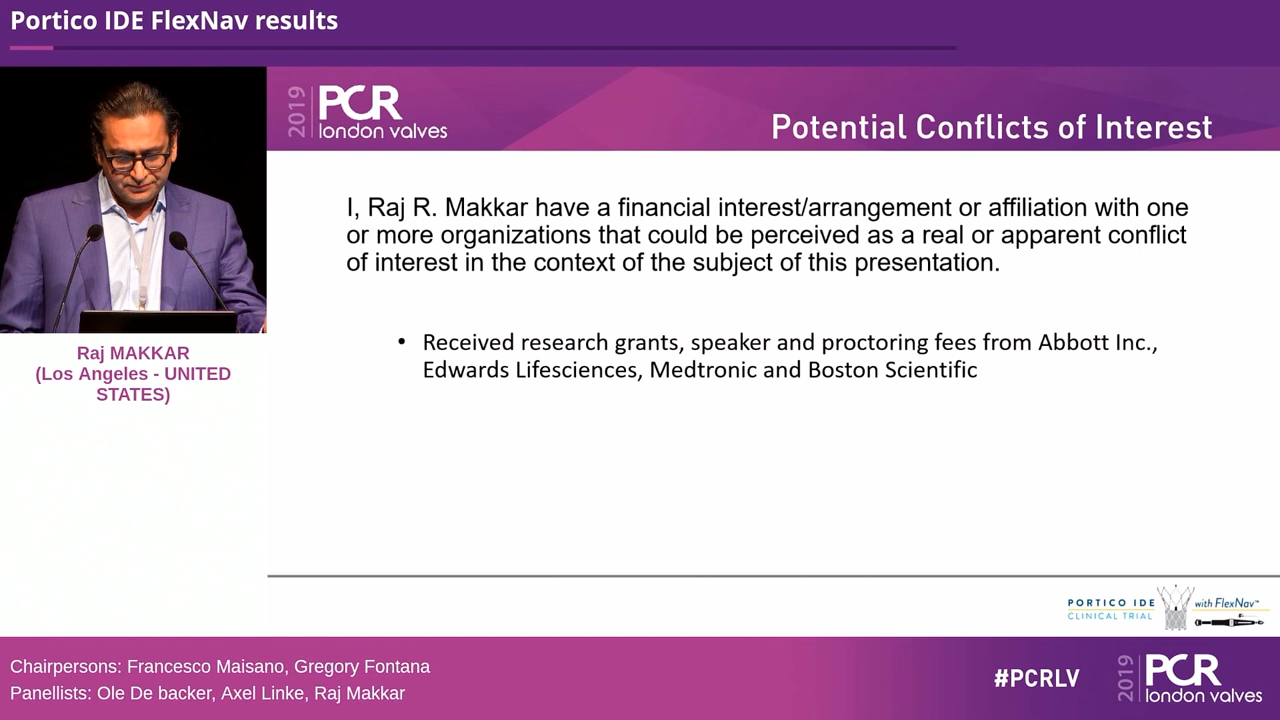 Portico IDE FlexNav results
2019 PCR
london valves
Potential Conflicts of Interest
I, Raj R. Makkar have a financial interest/arrangement or affiliation with one
or more organizations that could be perceived as a real or apparent conflict
of interest in the context of the subject of this presentation.
• Received research grants, speaker and proctoring fees from Abbott Inc.,
Edwards Lifesciences, Medtronic and Boston Scientific
Raj MAKKAR
(Los Angeles - UNITED
STATES)
PORTICO IDE
CLINICAL TRIAL
with FlexNav™
Chairpersons: Francesco Maisano, Gregory Fontana
Panellists: Ole De backer, Axel Linke, Raj Makkar
#PCRLV
2019 PCR
london valves